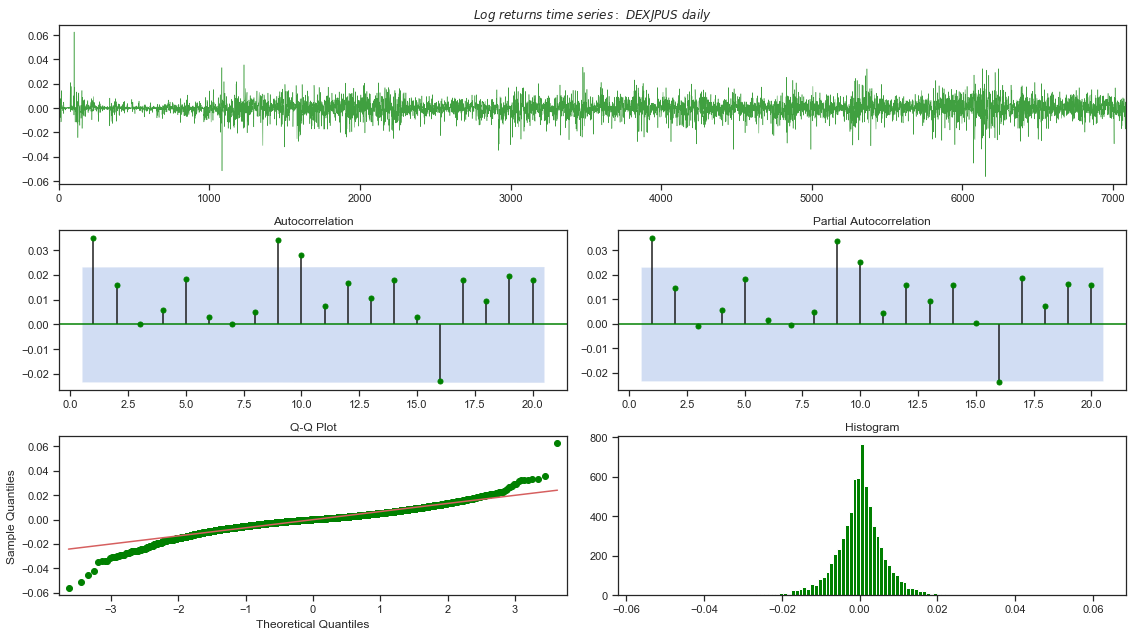 Log returns time series: DEXJPUS daily
0.06
0.04
0.02
0.00
−0.02
−0.04
−0.06
0 1000 2000 3000 4000 5000 6000 7000
Autocorrelation Partial Autocorrelation
0.03 0.03
0.02 0.02
0.01 0.01
0.00 0.00
−0.01 −0.01
−0.02 −0.02
0.0 2.5 5.0 7.5 10.0 12.5 15.0 17.5 20.0 0.0 2.5 5.0 7.5 10.0 12.5 15.0 17.5 20.0
Q-Q Plot Histogram
Sample Quantiles
0.06 800
0.04 600
0.02
0.00 400
−0.02
−0.04 200
−0.06 0
−3 −2 −1 0 1 2 3 −0.06 −0.04 −0.02 0.00 0.02 0.04 0.06
Theoretical Quantiles